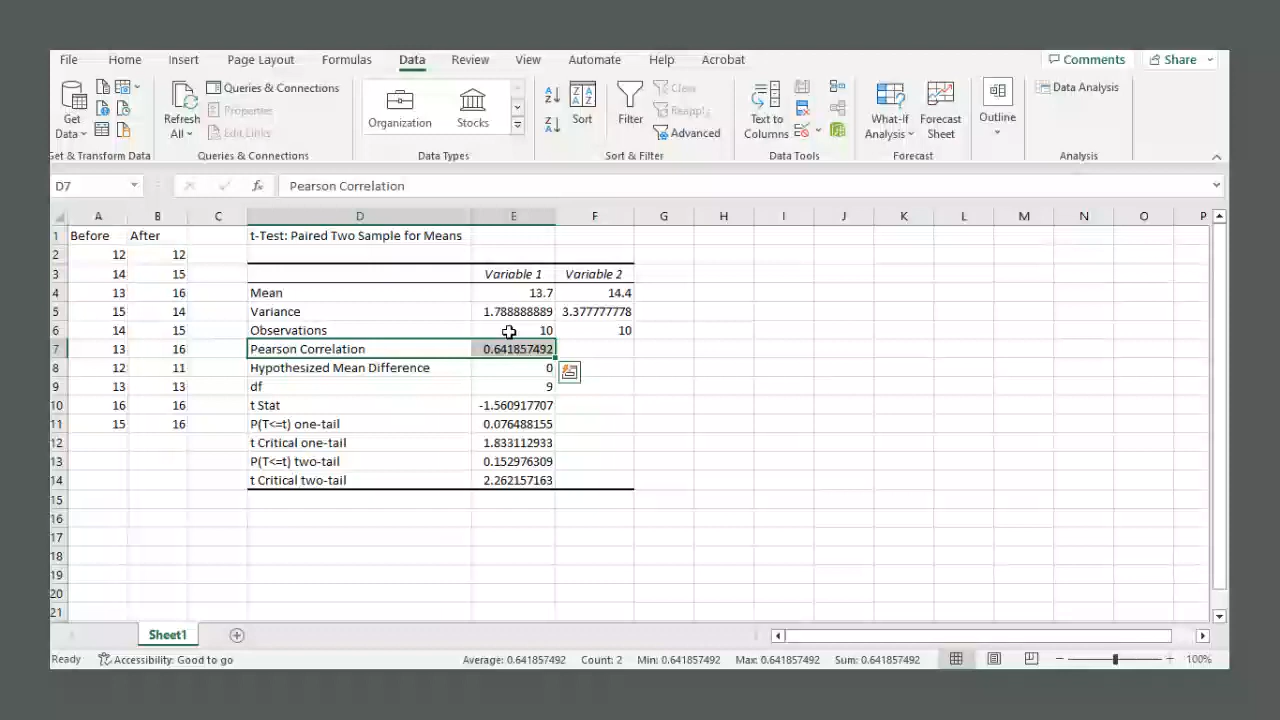 File Home Insert Page Layout Formulas Data Review View Automate Help Acrobat Comments Share
Get Data
Refresh All
Queries & Connections
Properties
Edit Links
Organization
Stocks
Sort
Filter
Clear
Reapply
Advanced
Text to Columns
What-If Analysis
Forecast Sheet
Outline
Data Analysis
Get & Transform Data Queries & Connections Data Types Sort & Filter Data Tools Forecast Analysis
D7 fx Pearson Correlation
A B C D E F G H I J K L M N O P
1 Before After t-Test: Paired Two Sample for Means
2 12 12
3 14 15 Variable 1 Variable 2
4 13 16 Mean 13.7 14.4
5 15 14 Variance 1.788888889 3.377777778
6 14 15 Observations 10 10
7 13 16 Pearson Correlation 0.641857492
8 12 11 Hypothesized Mean Difference 0
9 13 13 df 9
10 16 16 t Stat -1.560917707
11 15 16 P(T<=t) one-tail 0.076488155
12 t Critical one-tail 1.833112933
13 P(T<=t) two-tail 0.152976309
14 t Critical two-tail 2.262157163
15
16
17
18
19
20
21
Sheet1
Ready Accessibility: Good to go Average: 0.641857492 Count: 2 Min: 0.641857492 Max: 0.641857492 Sum: 0.641857492 100%